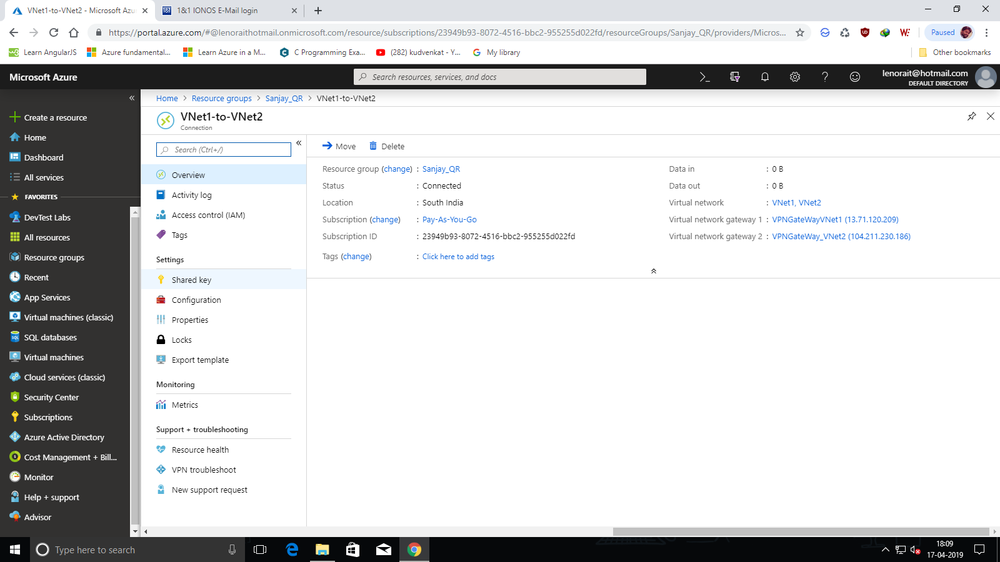 VNet1-to-VNet2 - Microsoft Azu
1&1 IONOS E-Mail login
https://portal.azure.com/#@lenoraithotmail.onmicrosoft.com/resource/subscriptions/23949b93-8072-4516-bbc2-955255d022fd/resourceGroups/Sanjay_QR/providers/Micros...
Paused
Learn AngularJS
Azure fundamental...
Learn Azure in a M...
C Programming Exa...
(282) kudvenkat - Y...
My library
Other bookmarks
Microsoft Azure
Search resources, services, and docs
lenorait@hotmail.com
DEFAULT DIRECTORY
Create a resource
Home
Dashboard
All services
FAVORITES
DevTest Labs
All resources
Resource groups
Recent
App Services
Virtual machines (classic)
SQL databases
Virtual machines
Cloud services (classic)
Security Center
Subscriptions
Azure Active Directory
Cost Management + Bill...
Monitor
Help + support
Advisor
Home > Resource groups > Sanjay_QR > VNet1-to-VNet2
VNet1-to-VNet2
Connection
Search (Ctrl+/)
Overview
Activity log
Access control (IAM)
Tags
Settings
Shared key
Configuration
Properties
Locks
Export template
Monitoring
Metrics
Support + troubleshooting
Resource health
VPN troubleshoot
New support request
Move
Delete
Resource group (change) : Sanjay_QR
Status : Connected
Location : South India
Subscription (change) : Pay-As-You-Go
Subscription ID : 23949b93-8072-4516-bbc2-955255d022fd
Tags (change) : Click here to add tags
Data in : 0 B
Data out : 0 B
Virtual network : VNet1, VNet2
Virtual network gateway 1 : VPNGateWayVNet1 (13.71.120.209)
Virtual network gateway 2 : VPNGateWay_VNet2 (104.211.230.186)
Type here to search
18:09
17-04-2019